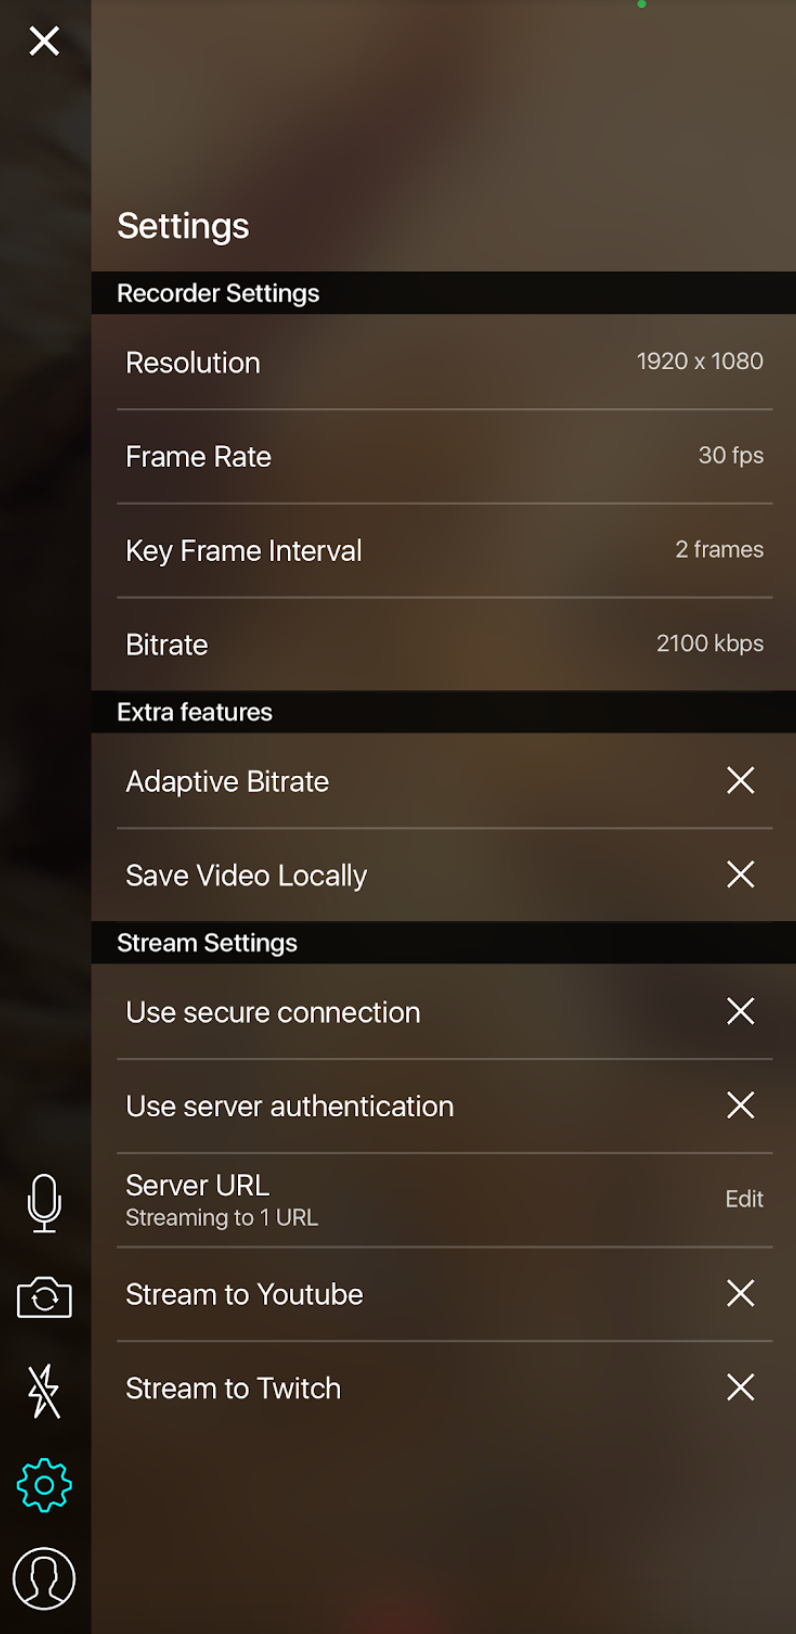 Settings
Recorder Settings
Resolution 1920 x 1080
Frame Rate 30 fps
Key Frame Interval 2 frames
Bitrate 2100 kbps
Extra features
Adaptive Bitrate
Save Video Locally
Stream Settings
Use secure connection
Use server authentication
Server URL
Streaming to 1 URL
Edit
Stream to Youtube
Stream to Twitch